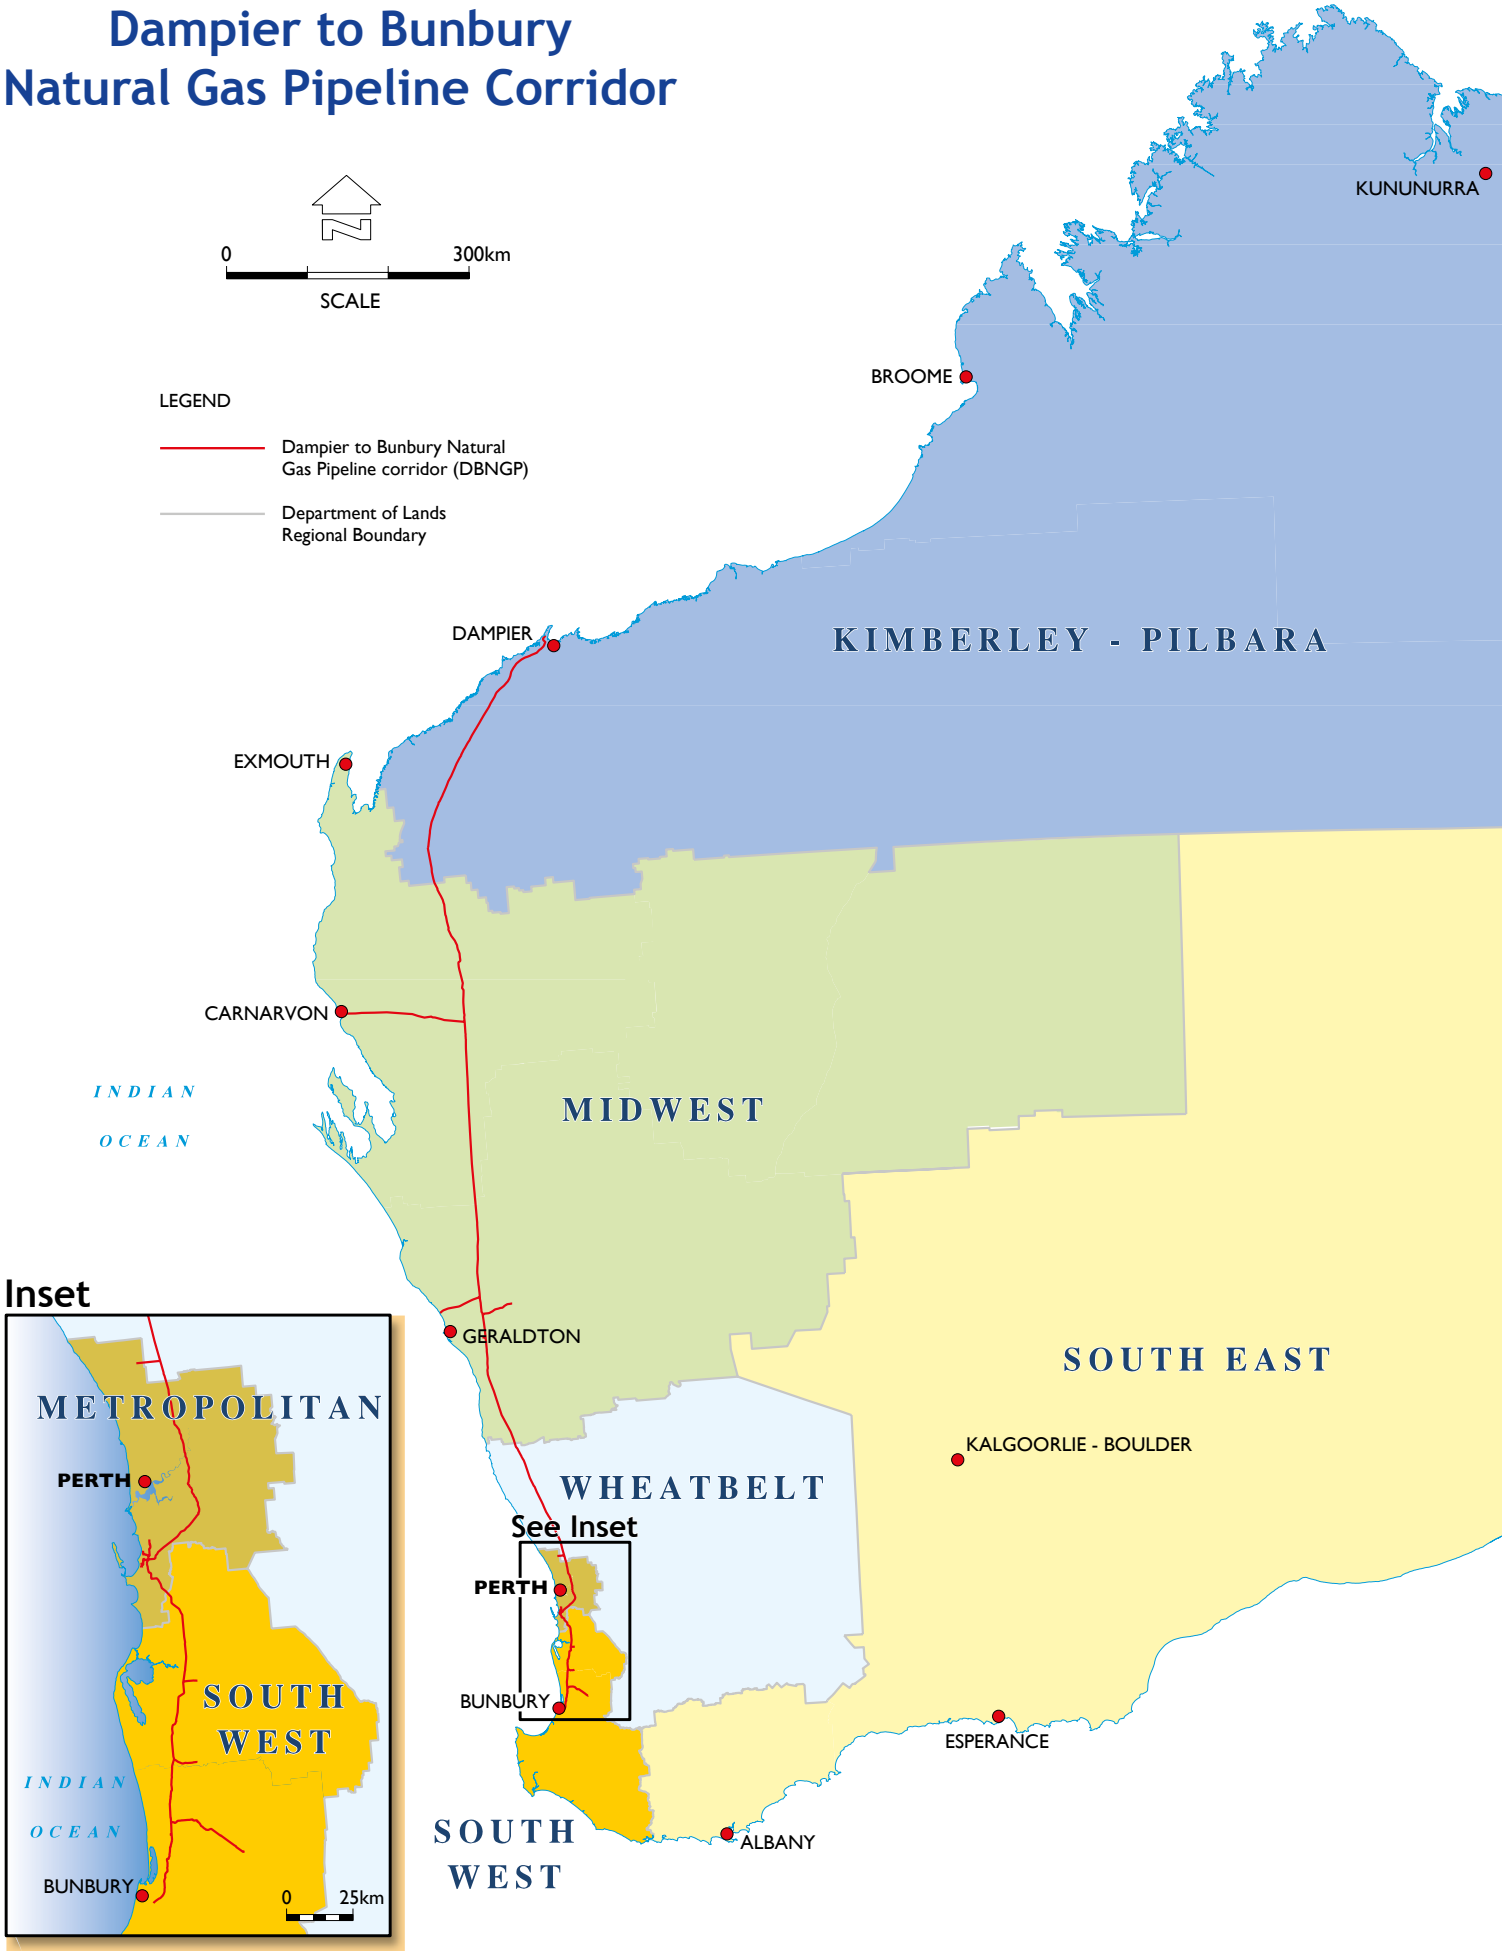 Dampier to Bunbury
Natural Gas Pipeline Corridor
N
0 300km
SCALE
LEGEND
Dampier to Bunbury Natural
Gas Pipeline corridor (DBNGP)
Department of Lands
Regional Boundary
KUNUNURRA
BROOME
DAMPIER
KIMBERLEY - PILBARA
EXMOUTH
CARNARVON
INDIAN
OCEAN
MIDWEST
GERALDTON
SOUTH EAST
KALGOORLIE - BOULDER
WHEATBELT
See Inset
PERTH
BUNBURY
ESPERANCE
ALBANY
SOUTH
WEST
Inset
METROPOLITAN
PERTH
SOUTH
WEST
INDIAN
OCEAN
BUNBURY
0 25km